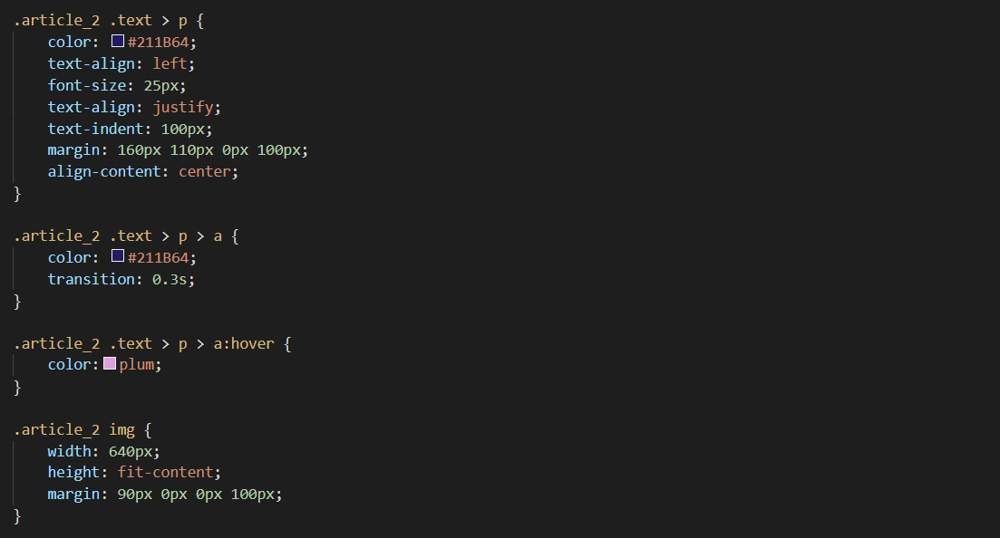 .article_2 .text > p {
    color: #211B64;
    text-align: left;
    font-size: 25px;
    text-align: justify;
    text-indent: 100px;
    margin: 160px 110px 0px 100px;
    align-content: center;
}

.article_2 .text > p > a {
    color: #211B64;
    transition: 0.3s;
}

.article_2 .text > p > a:hover {
    color: plum;
}

.article_2 img {
    width: 640px;
    height: fit-content;
    margin: 90px 0px 0px 100px;
}